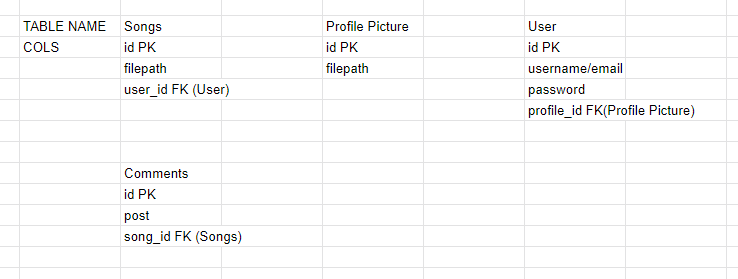 TABLE NAME Songs Profile Picture User
COLS id PK id PK id PK
filepath filepath username/email
user_id FK (User) password
profile_id FK(Profile Picture)
Comments
id PK
post
song_id FK (Songs)